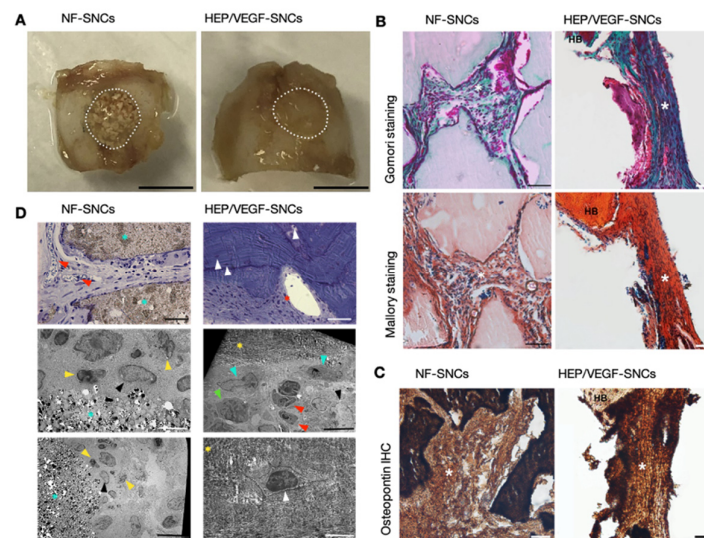 A
NF-SNCs
HEP/VEGF-SNCs
B
NF-SNCs
HEP/VEGF-SNCs
Gomori staining
HB
*
*
Mallory staining
HB
*
*
C
NF-SNCs
HEP/VEGF-SNCs
Osteopontin IHC
HB
*
*
D
NF-SNCs
HEP/VEGF-SNCs